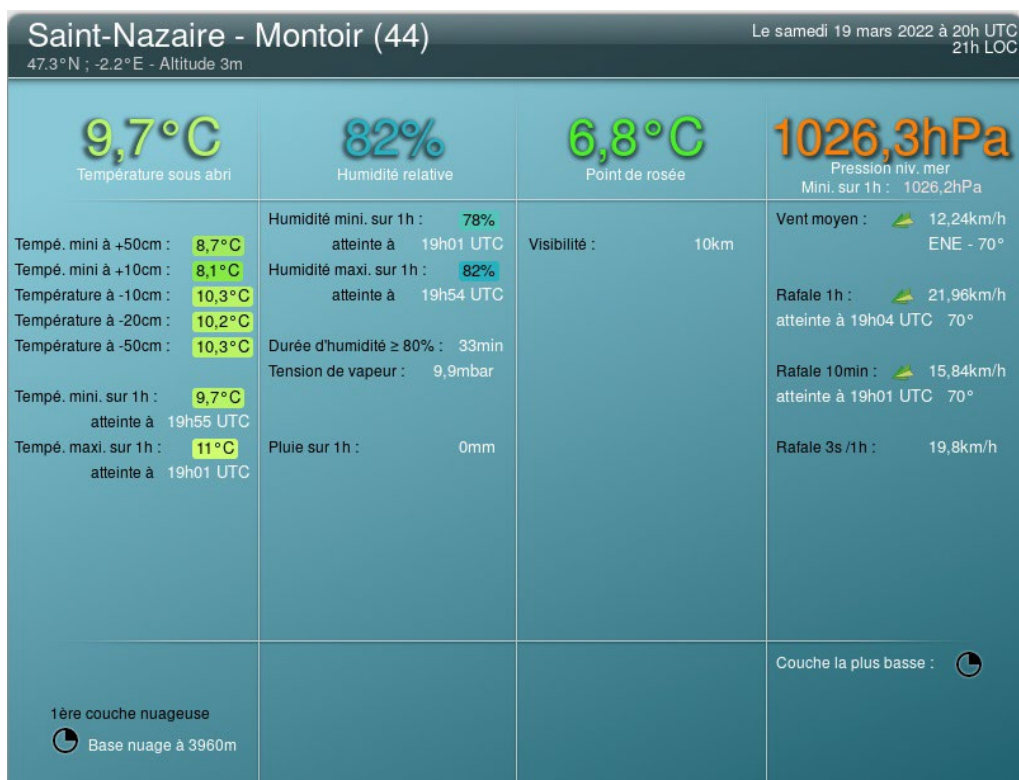 Saint-Nazaire - Montoir (44)
47.3°N ; -2.2°E - Altitude 3m
Le samedi 19 mars 2022 à 20h UTC
21h LOC
9,7°C
Température sous abri
82%
Humidité relative
6,8°C
Point de rosée
1026,3hPa
Pression niv. mer
Mini. sur 1h : 1026,2hPa
Tempé. mini à +50cm : 8,7°C
Tempé. mini à +10cm : 8,1°C
Température à -10cm : 10,3°C
Température à -20cm : 10,2°C
Température à -50cm : 10,3°C
Tempé. mini. sur 1h : 9,7°C
atteinte à 19h55 UTC
Tempé. maxi. sur 1h : 11°C
atteinte à 19h01 UTC
Humidité mini. sur 1h : 78%
atteinte à 19h01 UTC
Humidité maxi. sur 1h : 82%
atteinte à 19h54 UTC
Durée d'humidité ≥ 80% : 33min
Tension de vapeur : 9,9mbar
Pluie sur 1h : 0mm
Visibilité : 10km
Vent moyen : 12,24km/h
ENE - 70°
Rafale 1h : 21,96km/h
atteinte à 19h04 UTC 70°
Rafale 10min : 15,84km/h
atteinte à 19h01 UTC 70°
Rafale 3s /1h : 19,8km/h
Couche la plus basse :
1ère couche nuageuse
Base nuage à 3960m